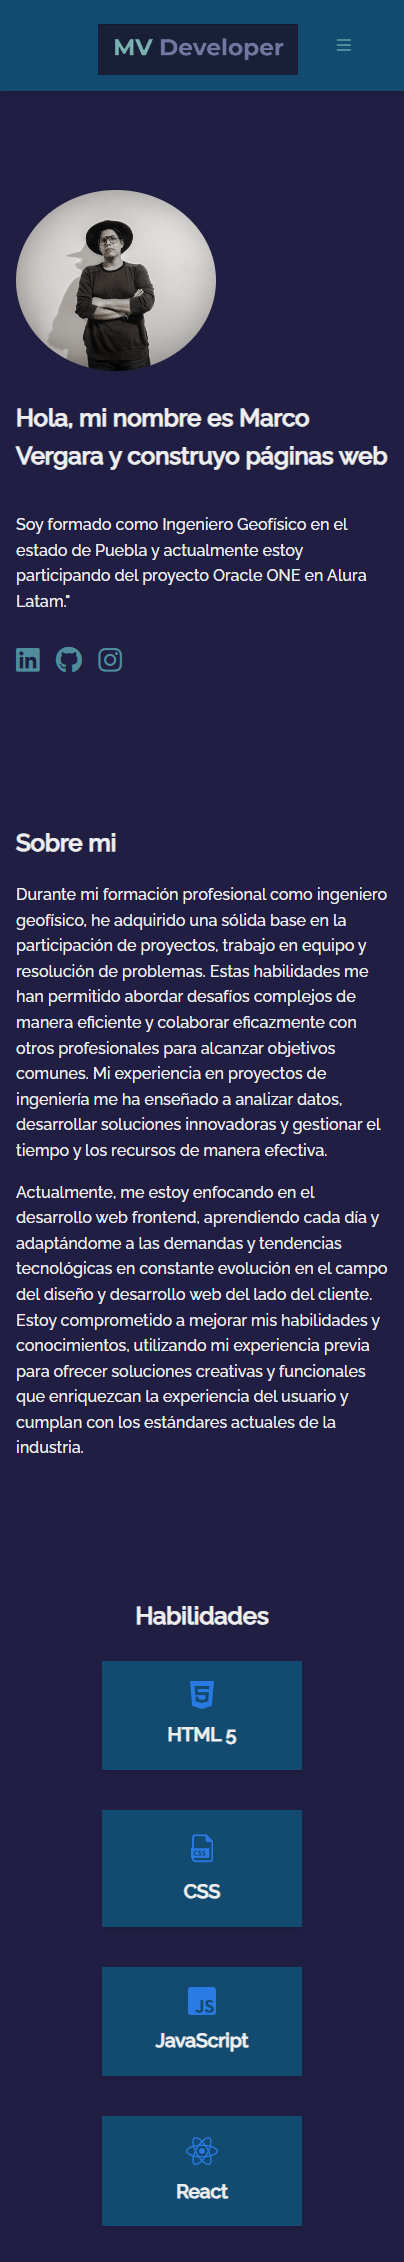 MV Developer
Hola, mi nombre es Marco
Vergara y construyo páginas web
Soy formado como Ingeniero Geofísico en el
estado de Puebla y actualmente estoy
participando del proyecto Oracle ONE en Alura
Latam."
in
Sobre mi
Durante mi formación profesional como ingeniero
geofísico, he adquirido una sólida base en la
participación de proyectos, trabajo en equipo y
resolución de problemas. Estas habilidades me
han permitido abordar desafíos complejos de
manera eficiente y colaborar eficazmente con
otros profesionales para alcanzar objetivos
comunes. Mi experiencia en proyectos de
ingeniería me ha enseñado a analizar datos,
desarrollar soluciones innovadoras y gestionar el
tiempo y los recursos de manera efectiva.
Actualmente, me estoy enfocando en el
desarrollo web frontend, aprendiendo cada día y
adaptándome a las demandas y tendencias
tecnológicas en constante evolución en el campo
del diseño y desarrollo web del lado del cliente.
Estoy comprometido a mejorar mis habilidades y
conocimientos, utilizando mi experiencia previa
para ofrecer soluciones creativas y funcionales
que enriquezcan la experiencia del usuario y
cumplan con los estándares actuales de la
industria.
Habilidades
5
HTML 5
CSS
CSS
JS
JavaScript
React